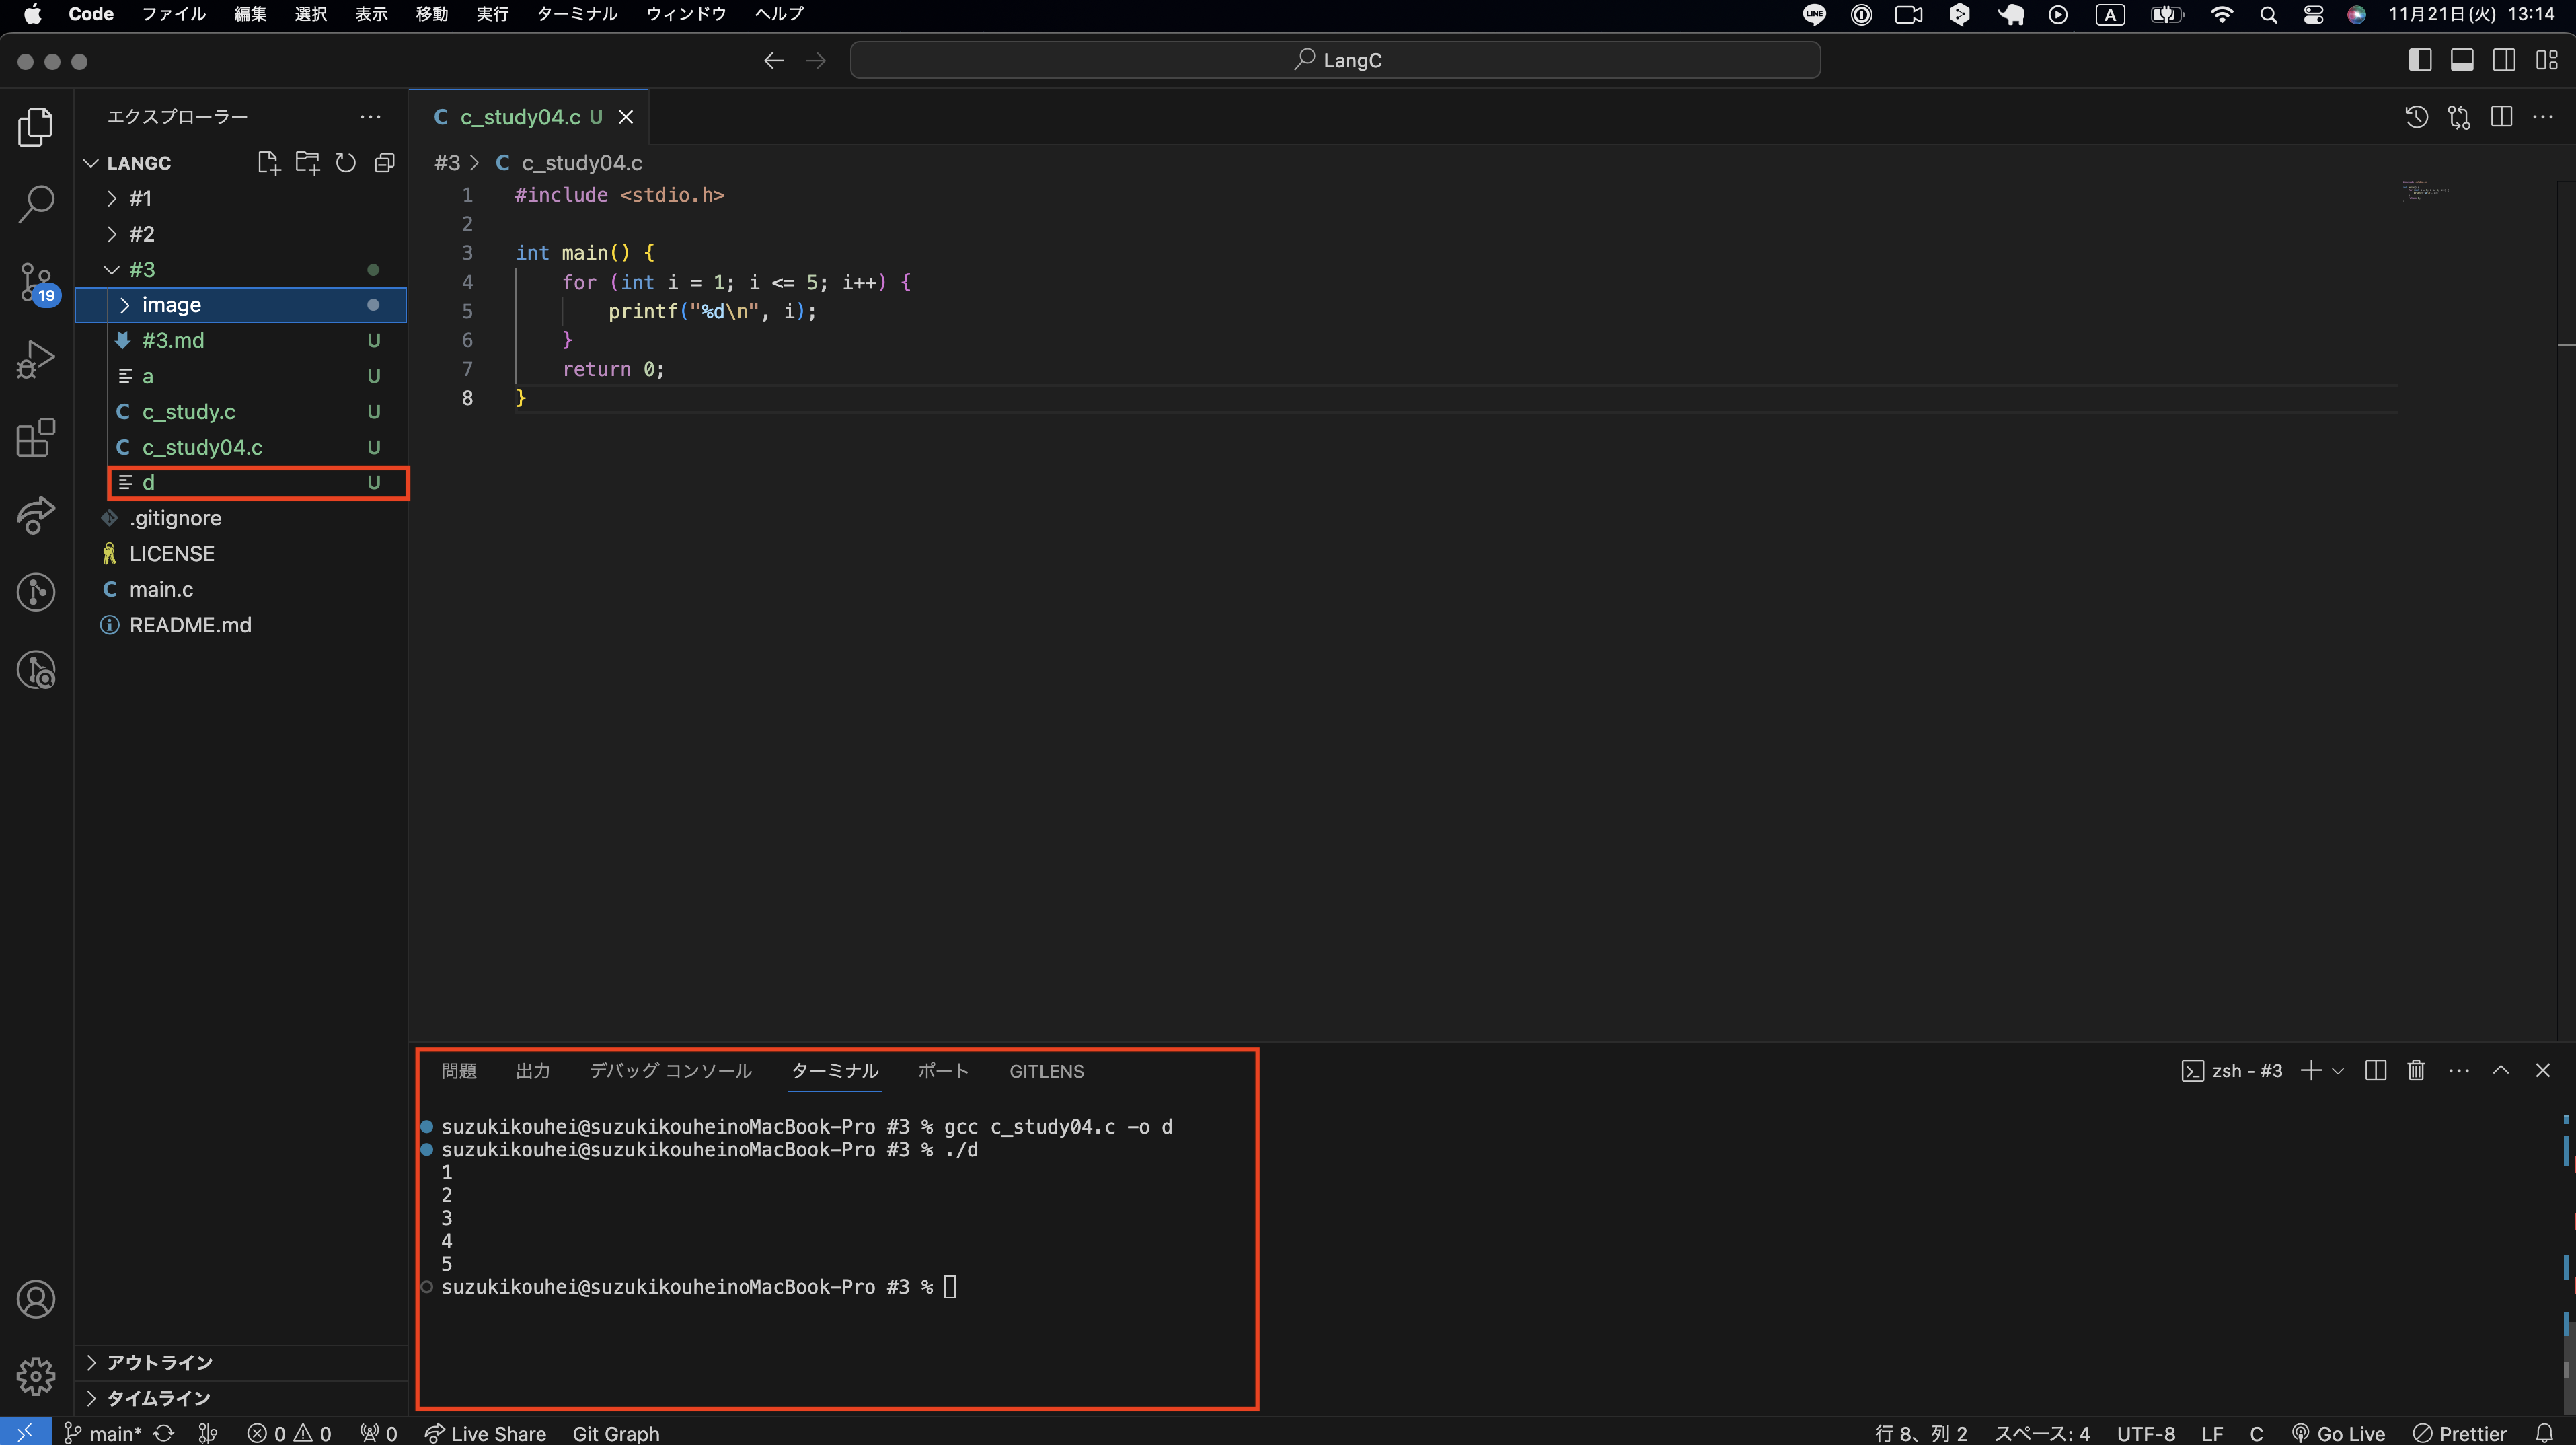 Code ファイル 編集 選択 表示 移動 実行 ターミナル ウィンドウ ヘルプ LINE A 11月21日(火) 13:14
LangC
エクスプローラー
LANGC
#1
#2
#3
image
#3.md U
a U
C c_study.c U
C c_study04.c U
d U
.gitignore
LICENSE
C main.c
README.md
19
アウトライン
タイムライン
C c_study04.c U
#3 > C c_study04.c
1 #include <stdio.h>
2
3 int main() {
4 for (int i = 1; i <= 5; i++) {
5 printf("%d\n", i);
6 }
7 return 0;
8 }
問題 出力 デバッグ コンソール ターミナル ポート GITLENS
zsh - #3
suzukikouhei@suzukikouheinoMacBook-Pro #3 % gcc c_study04.c -o d
suzukikouhei@suzukikouheinoMacBook-Pro #3 % ./d
1
2
3
4
5
suzukikouhei@suzukikouheinoMacBook-Pro #3 %
main* 0 0 0 Live Share Git Graph
行 8、列 2 スペース: 4 UTF-8 LF C Go Live Prettier